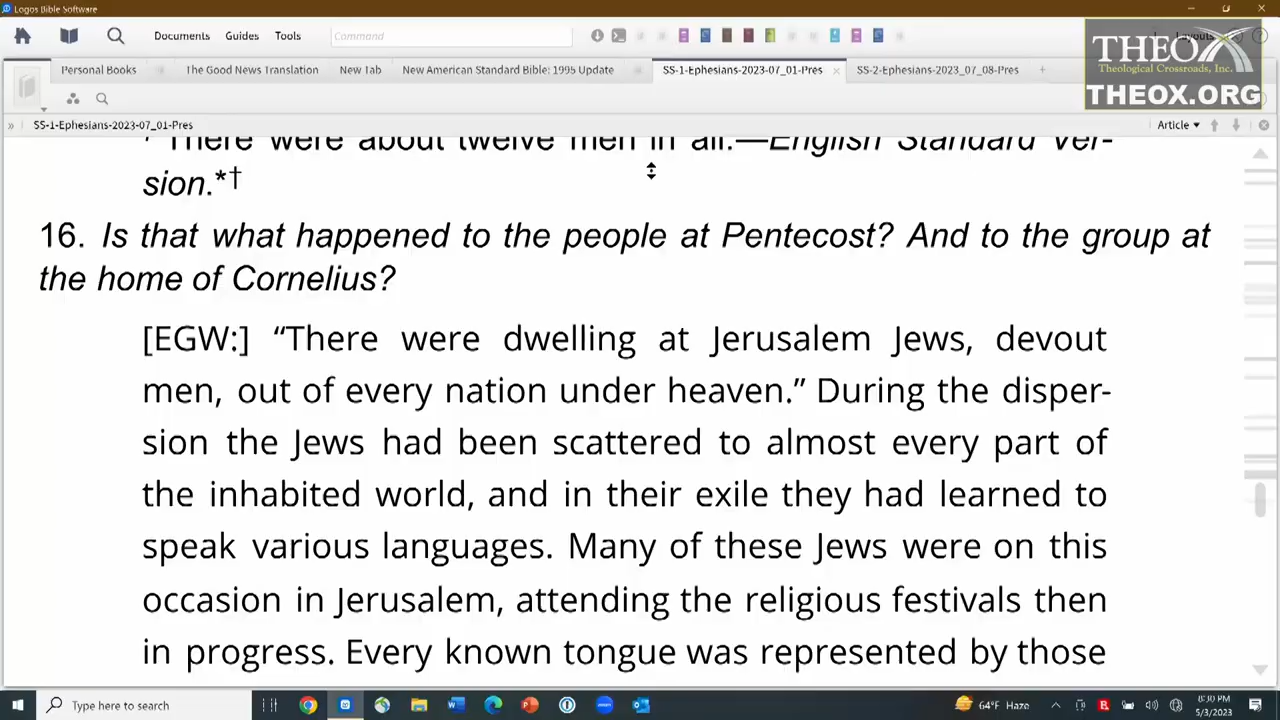 Logos Bible Software
Documents Guides Tools Command Layouts
THEOX
Theological Crossroads, Inc.
THEOX.ORG
Personal Books The Good News Translation New Tab New American Standard Bible: 1995 Update SS-1-Ephesians-2023-07_01-Pres SS-2-Ephesians-2023_07_08-Pres
SS-1-Ephesians-2023-07_01-Pres Article
There were about twelve men in all.—English Standard Ver-
sion.*†
16. Is that what happened to the people at Pentecost? And to the group at
the home of Cornelius?
[EGW:] “There were dwelling at Jerusalem Jews, devout
men, out of every nation under heaven.” During the disper-
sion the Jews had been scattered to almost every part of
the inhabited world, and in their exile they had learned to
speak various languages. Many of these Jews were on this
occasion in Jerusalem, attending the religious festivals then
in progress. Every known tongue was represented by those
Type here to search
64°F Haze
8:30 PM
5/3/2023